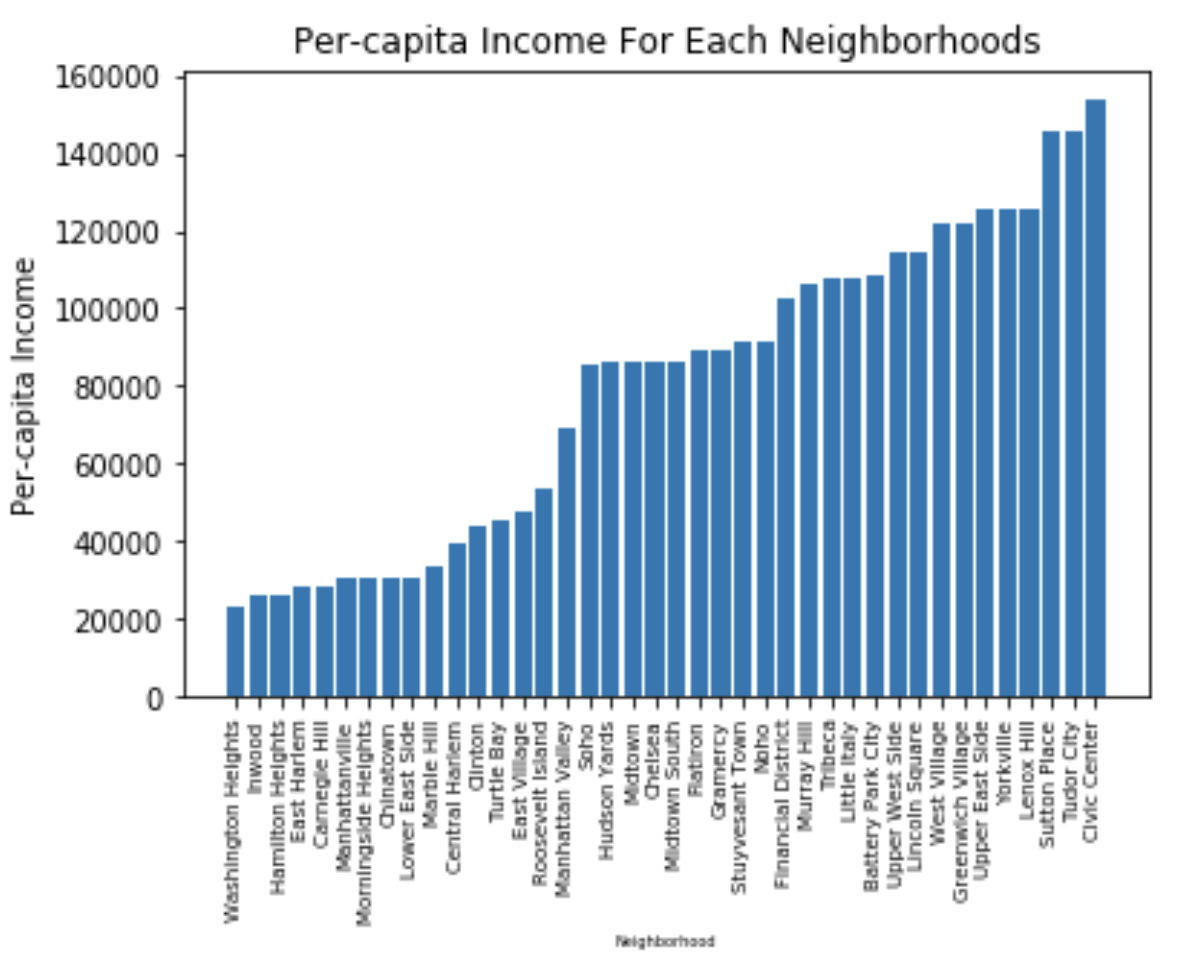 Per-capita Income For Each Neighborhoods
160000
140000
120000
100000
80000
60000
40000
20000
0
Per-capita Income
Washington Heights
Inwood
Hamilton Heights
East Harlem
Carnegie Hill
Manhattanville
Morningside Heights
Chinatown
Lower East Side
Marble Hill
Central Harlem
Clinton
Turtle Bay
East Village
Roosevelt Island
Manhattan Valley
Soho
Hudson Yards
Midtown
Chelsea
Midtown South
Flatiron
Gramercy
Stuyvesant Town
Noho
Financial District
Murray Hill
Tribeca
Little Italy
Battery Park City
Upper West Side
Lincoln Square
West Village
Greenwich Village
Upper East Side
Yorkville
Lenox Hill
Sutton Place
Tudor City
Civic Center
Neighborhood